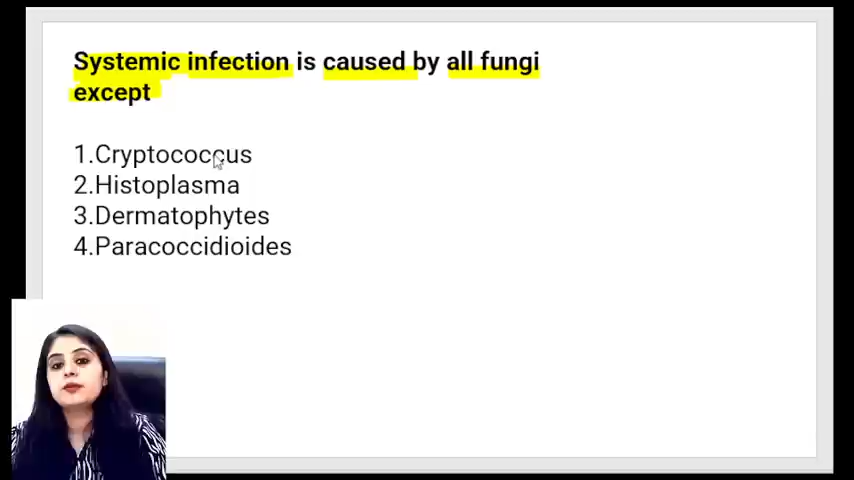 Systemic infection is caused by all fungi
except
1.Cryptococcus
2.Histoplasma
3.Dermatophytes
4.Paracoccidioides